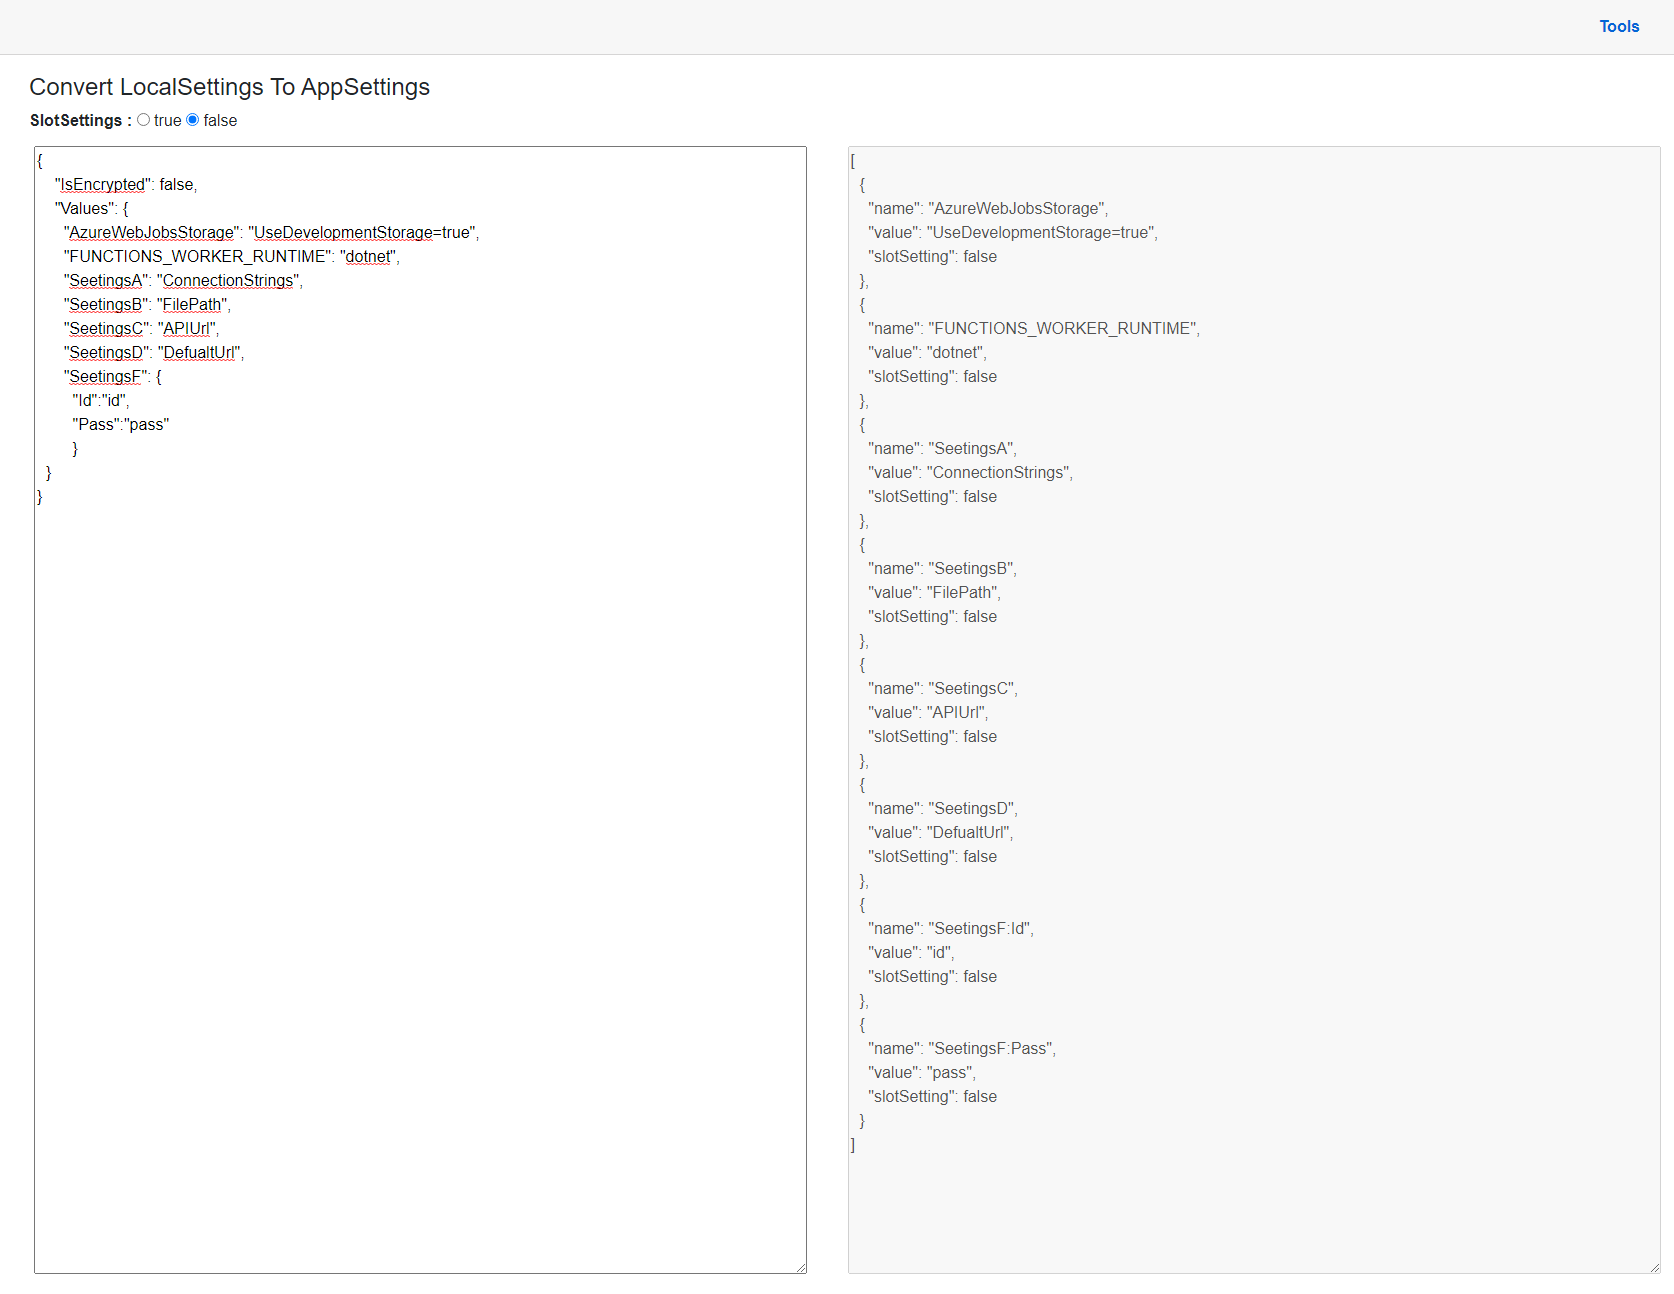 Tools
Convert LocalSettings To AppSettings
SlotSettings : true false
{
"IsEncrypted": false,
"Values": {
"AzureWebJobsStorage": "UseDevelopmentStorage=true",
"FUNCTIONS_WORKER_RUNTIME": "dotnet",
"SeetingsA": "ConnectionStrings",
"SeetingsB": "FilePath",
"SeetingsC": "APIUrl",
"SeetingsD": "DefualtUrl",
"SeetingsF": {
"Id":"id",
"Pass":"pass"
}
}
}
[
{
"name": "AzureWebJobsStorage",
"value": "UseDevelopmentStorage=true",
"slotSetting": false
},
{
"name": "FUNCTIONS_WORKER_RUNTIME",
"value": "dotnet",
"slotSetting": false
},
{
"name": "SeetingsA",
"value": "ConnectionStrings",
"slotSetting": false
},
{
"name": "SeetingsB",
"value": "FilePath",
"slotSetting": false
},
{
"name": "SeetingsC",
"value": "APIUrl",
"slotSetting": false
},
{
"name": "SeetingsD",
"value": "DefualtUrl",
"slotSetting": false
},
{
"name": "SeetingsF:Id",
"value": "id",
"slotSetting": false
},
{
"name": "SeetingsF:Pass",
"value": "pass",
"slotSetting": false
}
]